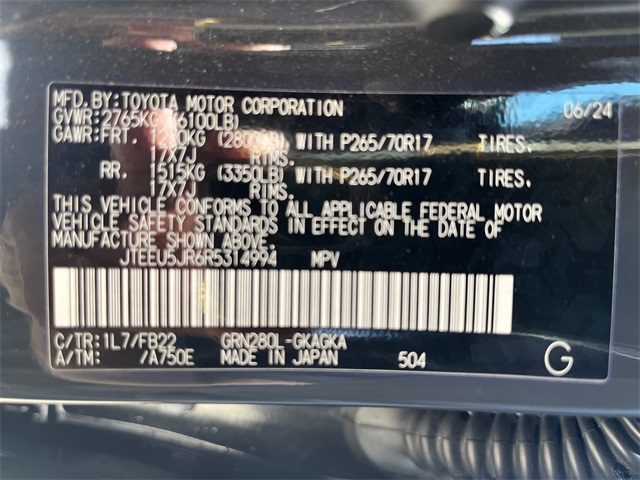 MFD.BY:TOYOTA MOTOR CORPORATION 06/24
GVWR:2765KG (6100LB)
GAWR:FRT. WITH P265/70R17 TIRES.
17X7J RIMS.
RR. 1515KG (3350LB) WITH P265/70R17 TIRES.
17X7J RIMS.
THIS VEHICLE CONFORMS TO ALL APPLICABLE FEDERAL MOTOR
VEHICLE SAFETY STANDARDS IN EFFECT ON THE DATE OF
MANUFACTURE SHOWN ABOVE.
JTEEU5JR6R5314994 MPV
C/TR:1L7/FB22 GRN280L-GKAGKA
A/TM: /A750E MADE IN JAPAN 504 G